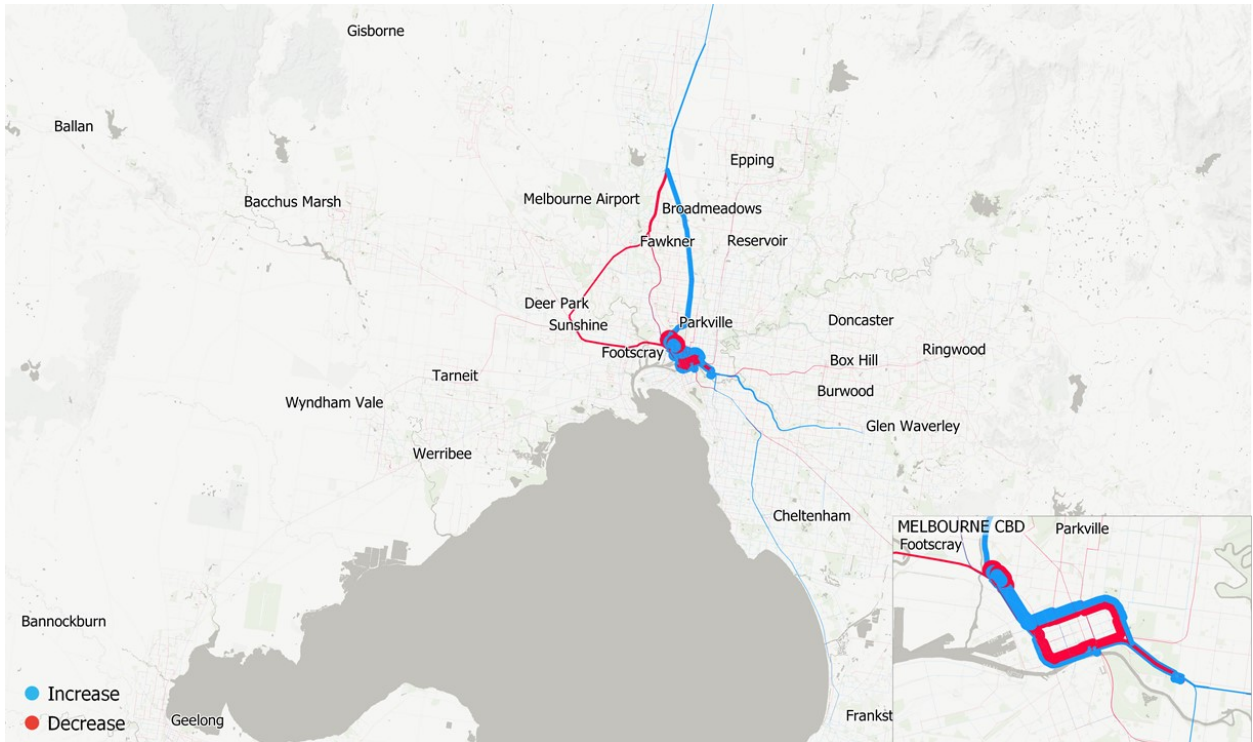 Gisborne
Ballan
Epping
Bacchus Marsh
Melbourne Airport
Broadmeadows
Fawkner
Reservoir
Deer Park
Sunshine
Parkville
Doncaster
Footscray
Box Hill
Ringwood
Tarneit
Burwood
Wyndham Vale
Glen Waverley
Werribee
Cheltenham
MELBOURNE CBD
Parkville
Footscray
Bannockburn
Increase
Decrease
Geelong
Frankst